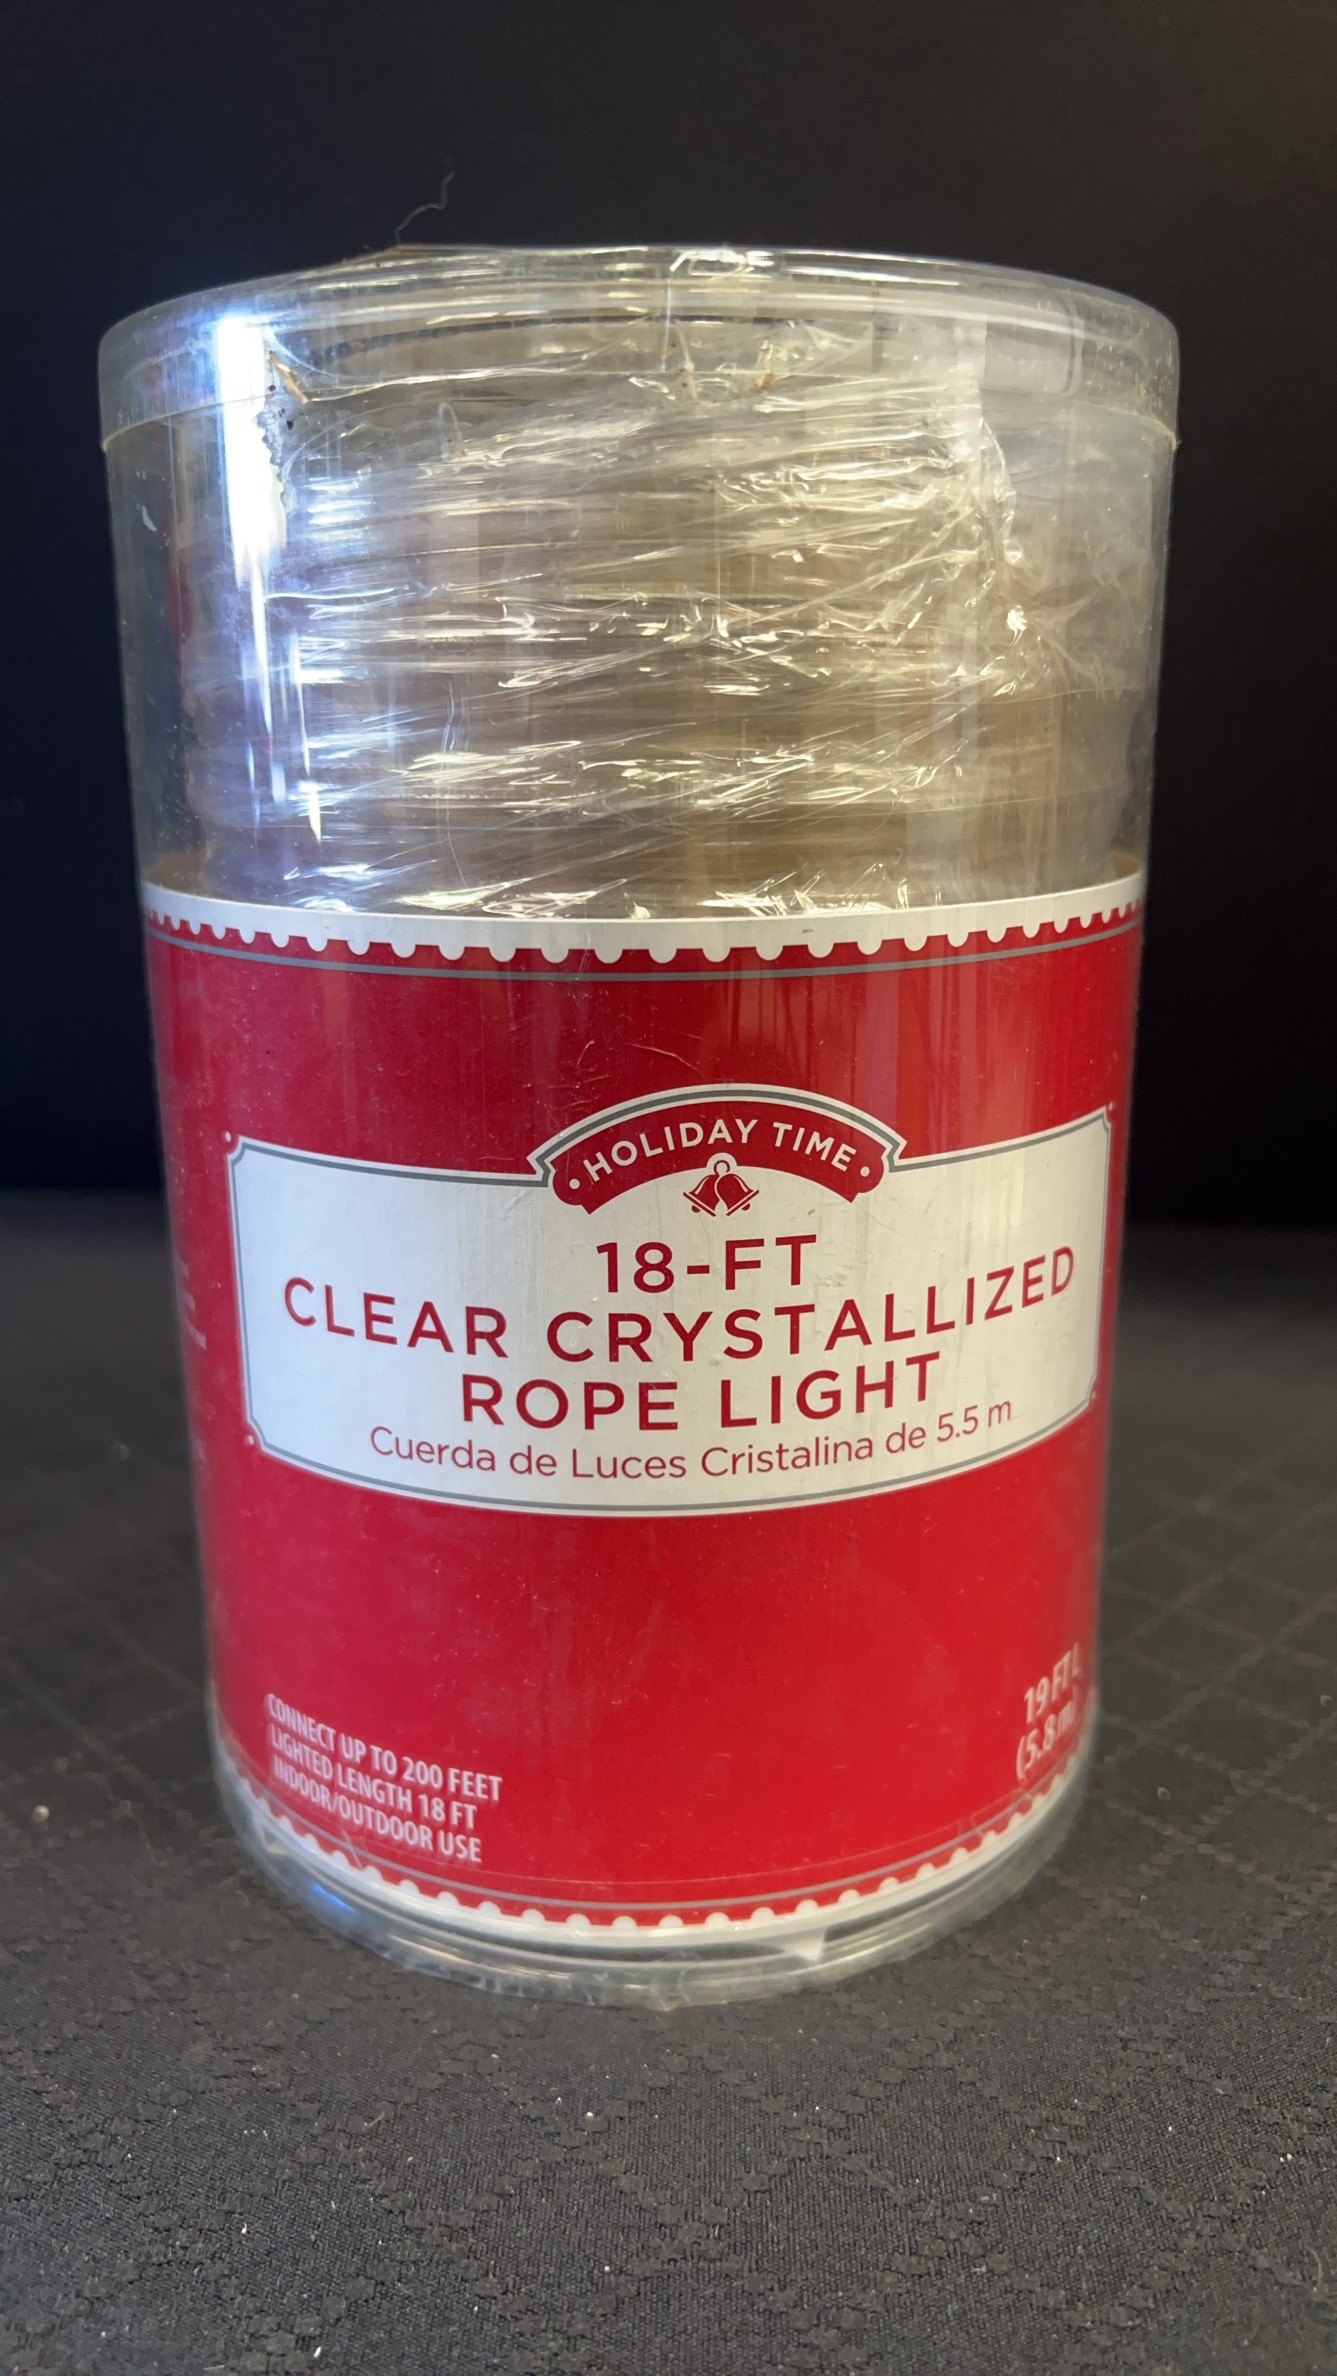 HOLIDAY TIME
18-FT
CLEAR CRYSTALLIZED
ROPE LIGHT
Cuerda de Luces Cristalina de 5.5 m
CONNECT UP TO 200 FEET
LIGHTED LENGTH 18 FT
INDOOR/OUTDOOR USE
19 FT L
(5.8 m)